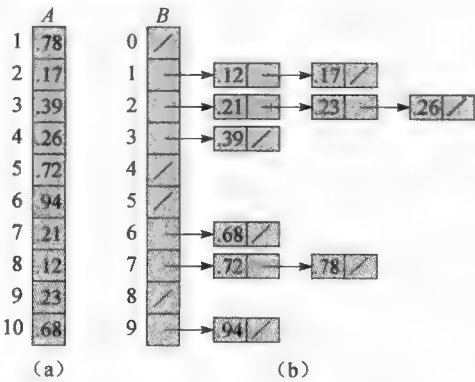 A B
1 .78 0 /
2 .17 1 .12 .17 /
3 .39 2 .21 .23 .26 /
4 .26 3 .39 /
5 .72 4 /
6 .94 5 /
7 .21 6 .68 /
8 .12 7 .72 .78 /
9 .23 8 /
10 .68 9 .94 /
(a) (b)